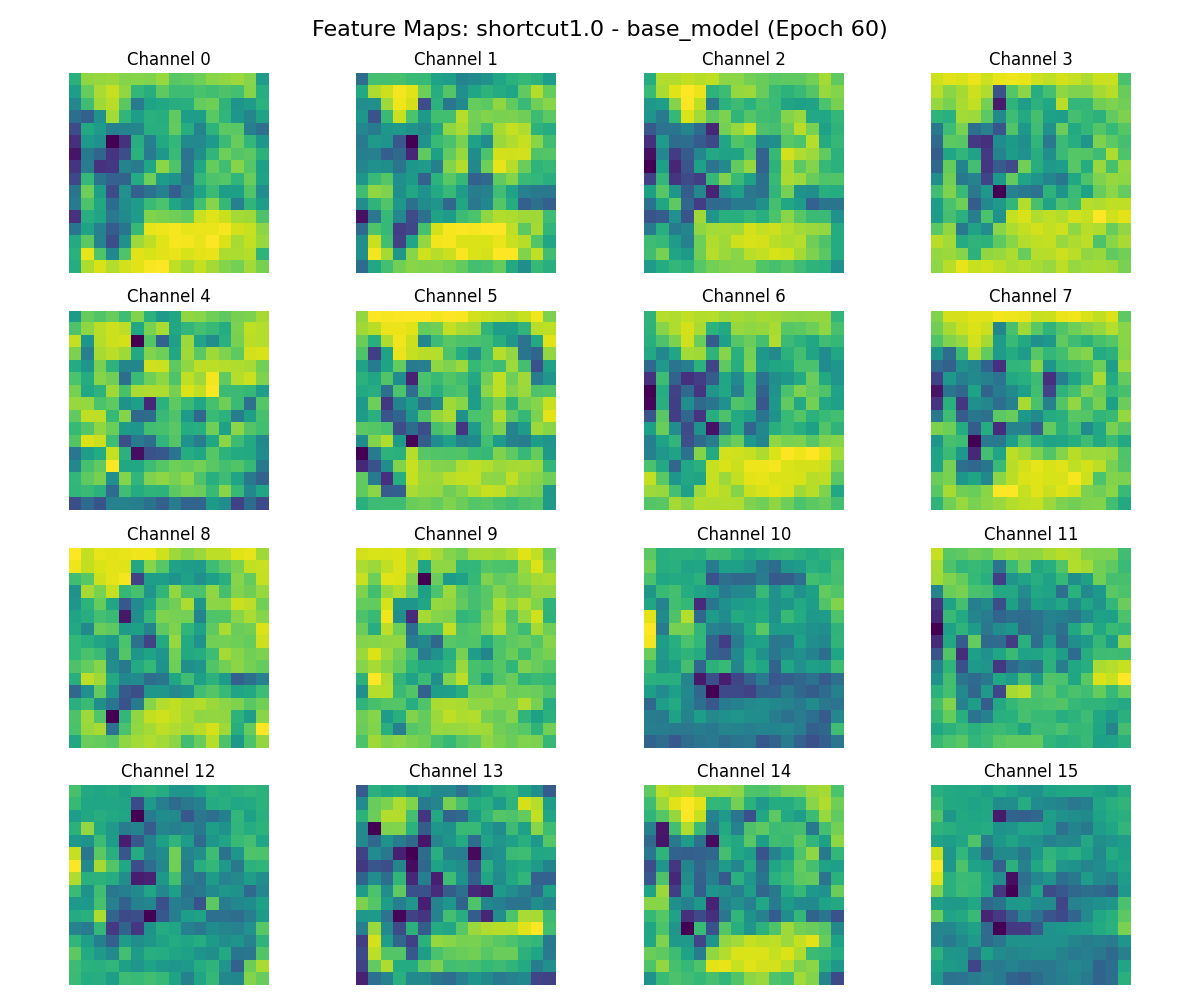 Feature Maps: shortcut1.0 - base_model (Epoch 60)
Channel 0
Channel 1
Channel 2
Channel 3
Channel 4
Channel 5
Channel 6
Channel 7
Channel 8
Channel 9
Channel 10
Channel 11
Channel 12
Channel 13
Channel 14
Channel 15